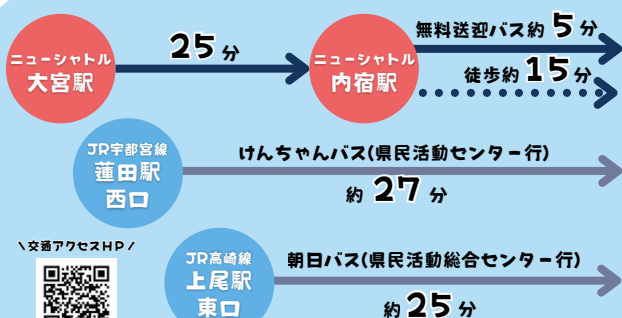 ニューシャトル
大宮駅
25分
ニューシャトル
内宿駅
無料送迎バス約5分
徒歩約15分
JR宇都宮線
蓮田駅
西口
けんちゃんバス(県民活動センター行)
約27分
\交通アクセスHP/
JR高崎線
上尾駅
東口
朝日バス(県民活動総合センター行)
約25分